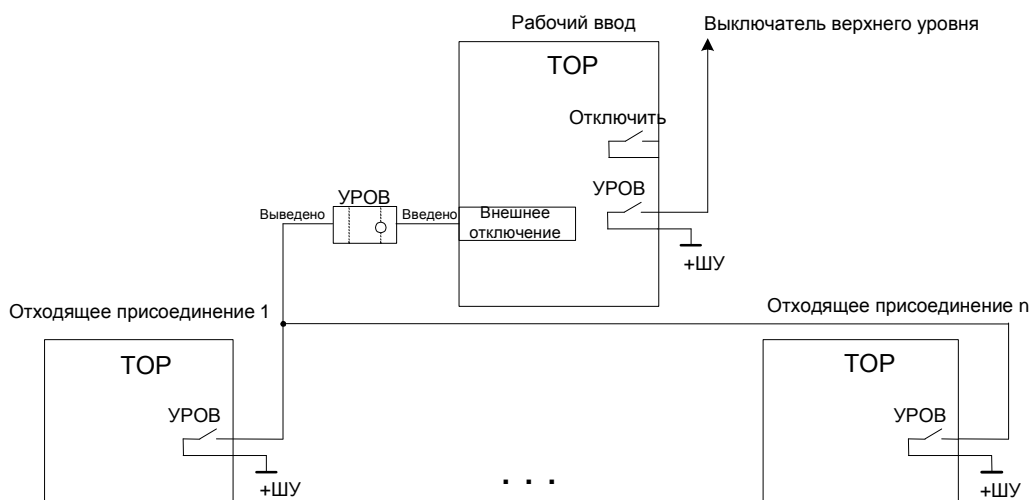 Рабочий ввод
Выключатель верхнего уровня
ТОР
Отключить
УРОВ
УРОВ
Выведено
Введено
Внешнее
отключение
+ШУ
Отходящее присоединение 1
Отходящее присоединение n
ТОР
ТОР
УРОВ
УРОВ
+ШУ
. . .
+ШУ